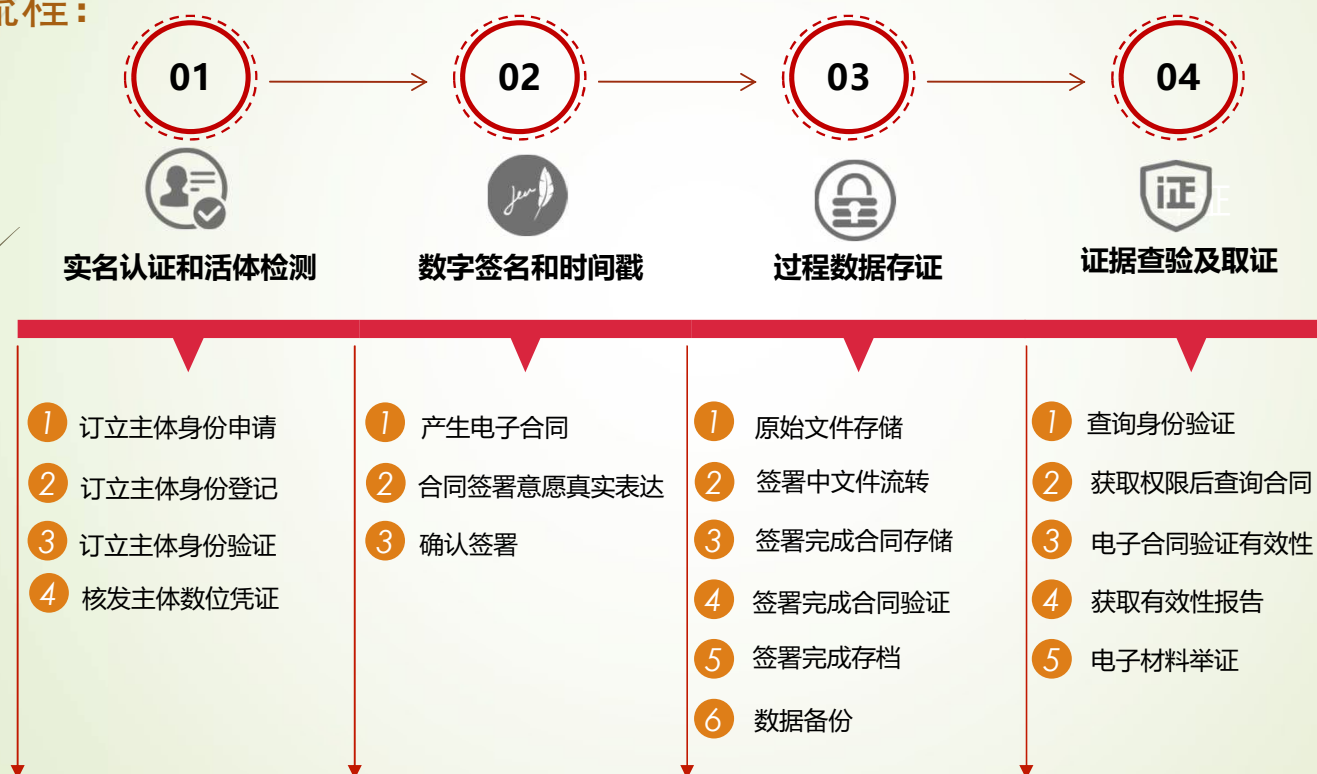 流程:
01
02
03
04
证
实名认证和活体检测
数字签名和时间戳
过程数据存证
证据查验及取证
1 订立主体身份申请
2 订立主体身份登记
3 订立主体身份验证
4 核发主体数位凭证
1 产生电子合同
2 合同签署意愿真实表达
3 确认签署
1 原始文件存储
2 签署中文件流转
3 签署完成合同存储
4 签署完成合同验证
5 签署完成存档
6 数据备份
1 查询身份验证
2 获取权限后查询合同
3 电子合同验证有效性
4 获取有效性报告
5 电子材料举证